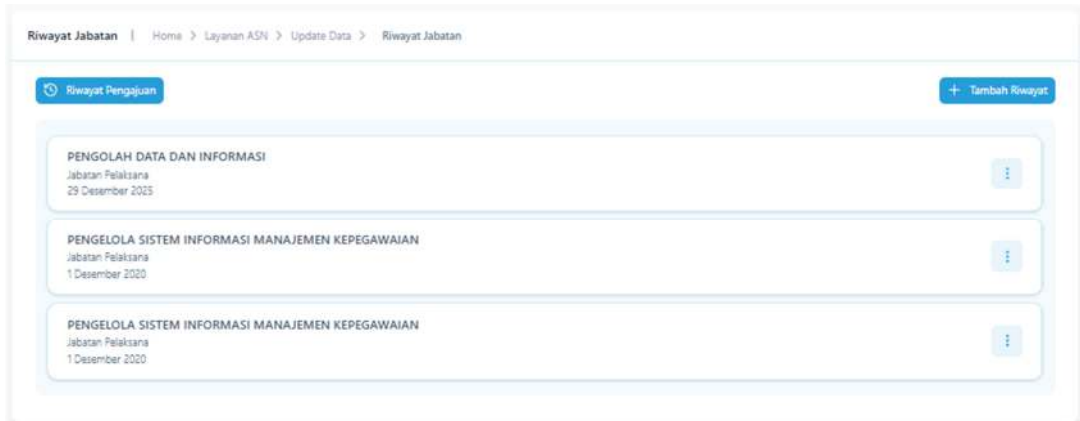 Riwayat Jabatan | Home > Layanan ASN > Update Data > Riwayat Jabatan
Riwayat Pengajuan
+ Tambah Riwayat
PENGOLAH DATA DAN INFORMASI
Jabatan Pelaksana
29 Desember 2025
PENGELOLA SISTEM INFORMASI MANAJEMEN KEPEGAWAIAN
Jabatan Pelaksana
1 Desember 2020
PENGELOLA SISTEM INFORMASI MANAJEMEN KEPEGAWAIAN
Jabatan Pelaksana
1 Desember 2020